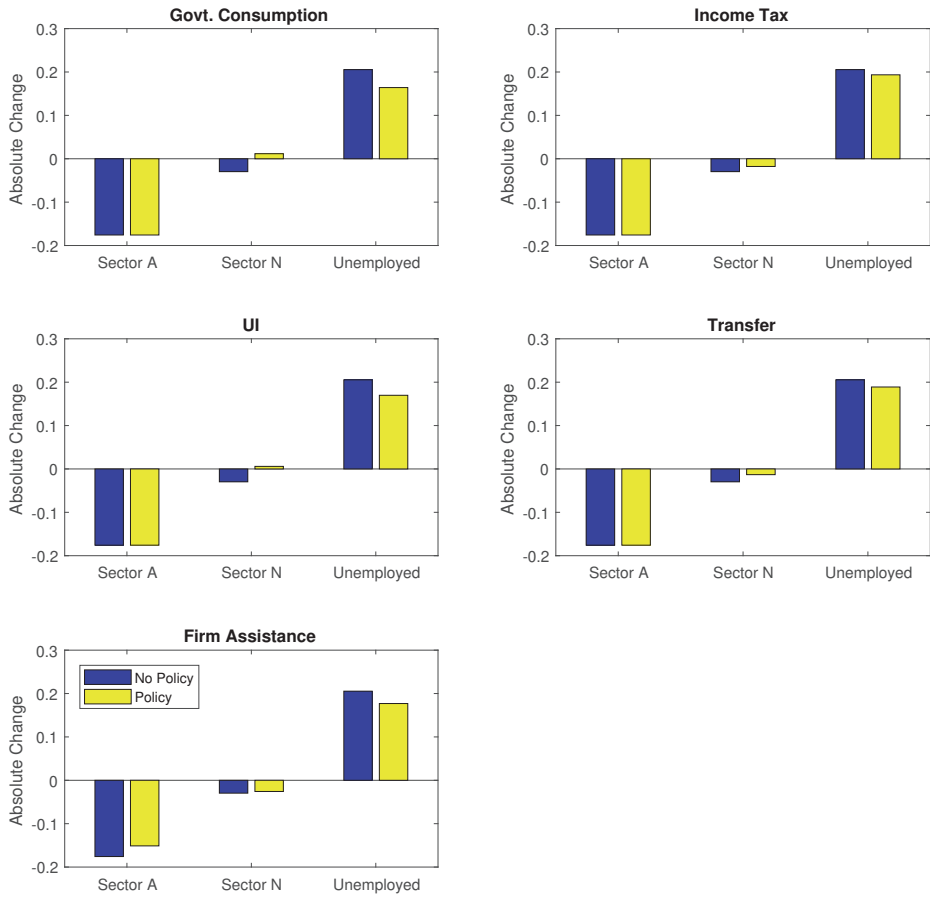 Govt. Consumption
0.3
0.2
0.1
0
-0.1
-0.2
Absolute Change
Sector A Sector N Unemployed
Income Tax
0.3
0.2
0.1
0
-0.1
-0.2
Absolute Change
Sector A Sector N Unemployed
UI
0.3
0.2
0.1
0
-0.1
-0.2
Absolute Change
Sector A Sector N Unemployed
Transfer
0.3
0.2
0.1
0
-0.1
-0.2
Absolute Change
Sector A Sector N Unemployed
Firm Assistance
0.3
0.2
0.1
0
-0.1
-0.2
Absolute Change
No Policy
Policy
Sector A Sector N Unemployed